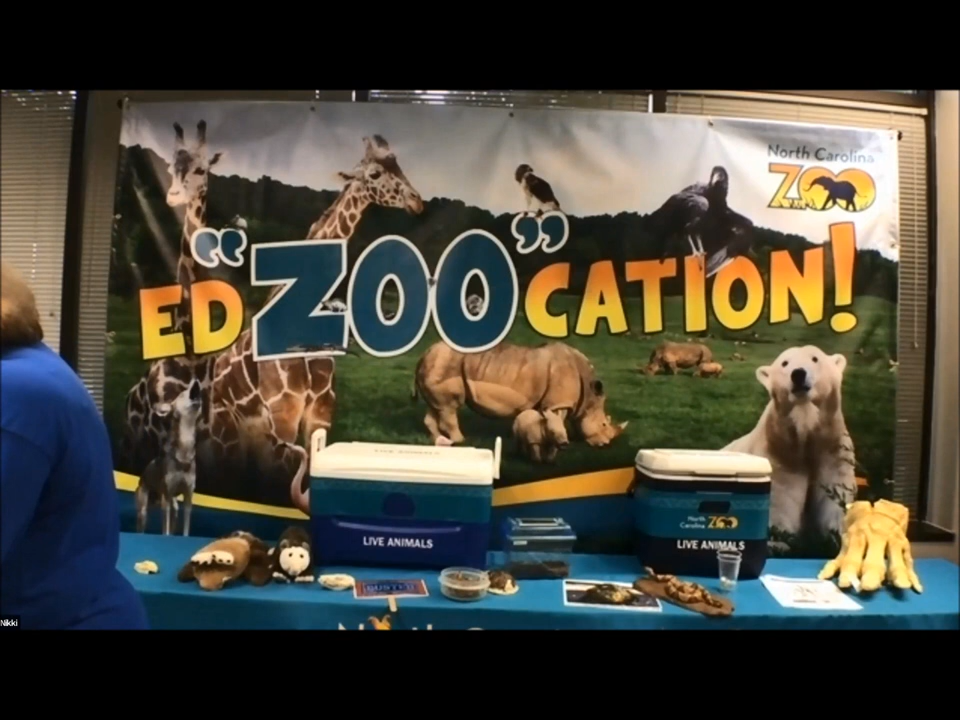 North Carolina
ZOO
ED"ZOO"CATION!
LIVE ANIMALS
North
Carolina ZOO
LIVE ANIMALS
Nikki